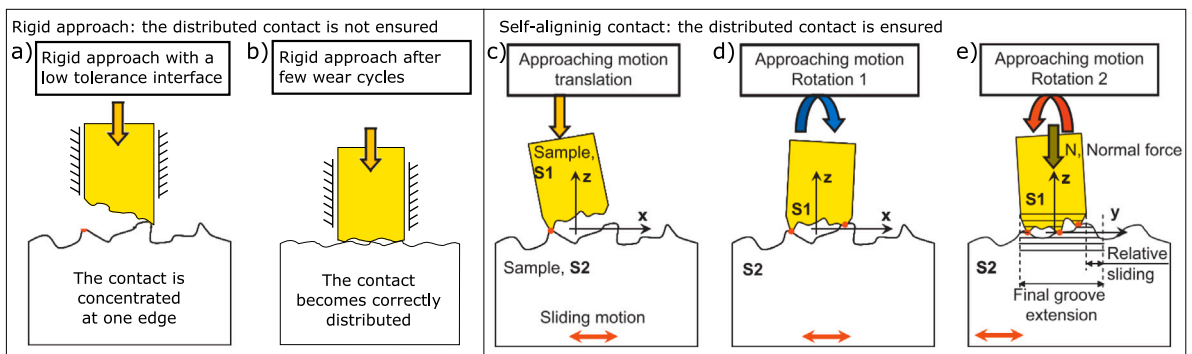 Rigid approach: the distributed contact is not ensured
a)
Rigid approach with a
low tolerance interface
The contact is
concentrated
at one edge
b)
Rigid approach after
few wear cycles
The contact
becomes correctly
distributed
Self-aligninig contact: the distributed contact is ensured
c)
Approaching motion
translation
Sample,
S1
z
x
Sample, S2
Sliding motion
d)
Approaching motion
Rotation 1
z
S1
x
S2
e)
Approaching motion
Rotation 2
N, Normal force
S1
z
y
S2
Relative
sliding
Final groove
extension